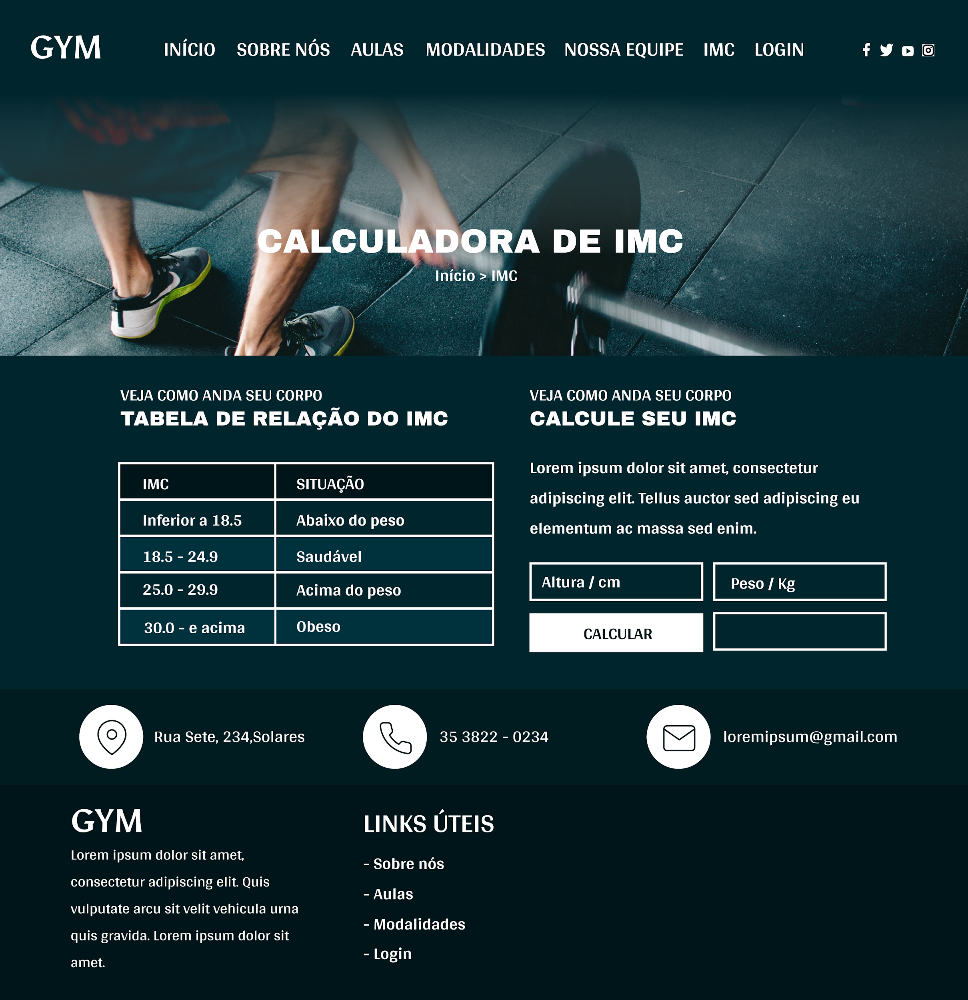 GYM
INÍCIO SOBRE NÓS AULAS MODALIDADES NOSSA EQUIPE IMC LOGIN
CALCULADORA DE IMC
Início > IMC
VEJA COMO ANDA SEU CORPO
TABELA DE RELAÇÃO DO IMC
IMC SITUAÇÃO
Inferior a 18.5 Abaixo do peso
18.5 - 24.9 Saudável
25.0 - 29.9 Acima do peso
30.0 - e acima Obeso
VEJA COMO ANDA SEU CORPO
CALCULE SEU IMC
Lorem ipsum dolor sit amet, consectetur
adipiscing elit. Tellus auctor sed adipiscing eu
elementum ac massa sed enim.
Altura / cm Peso / Kg
CALCULAR
Rua Sete, 234,Solares 35 3822 - 0234 loremipsum@gmail.com
GYM
Lorem ipsum dolor sit amet,
consectetur adipiscing elit. Quis
vulputate arcu sit velit vehicula urna
quis gravida. Lorem ipsum dolor sit
amet.
LINKS ÚTEIS
- Sobre nós
- Aulas
- Modalidades
- Login